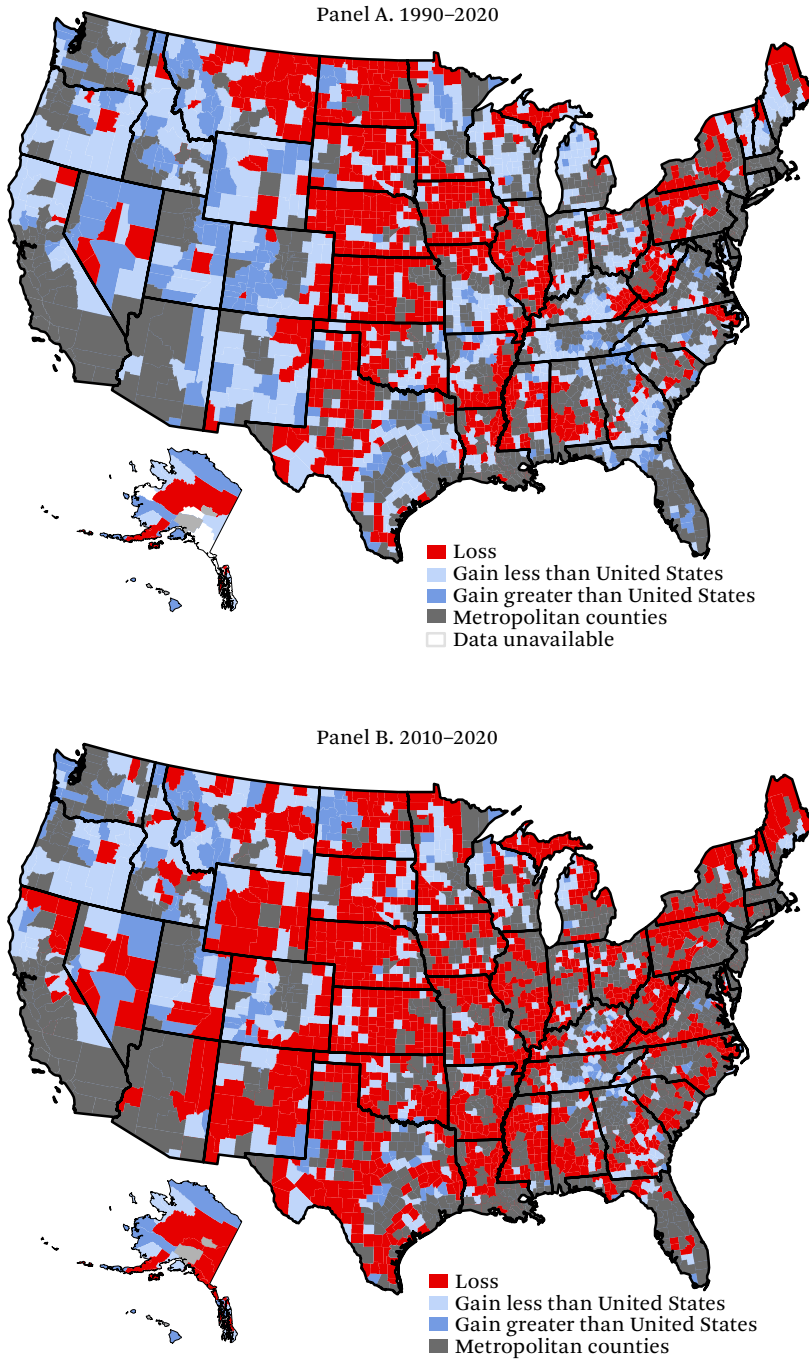 Panel A. 1990–2020
Loss
Gain less than United States
Gain greater than United States
Metropolitan counties
Data unavailable
Panel B. 2010–2020
Loss
Gain less than United States
Gain greater than United States
Metropolitan counties